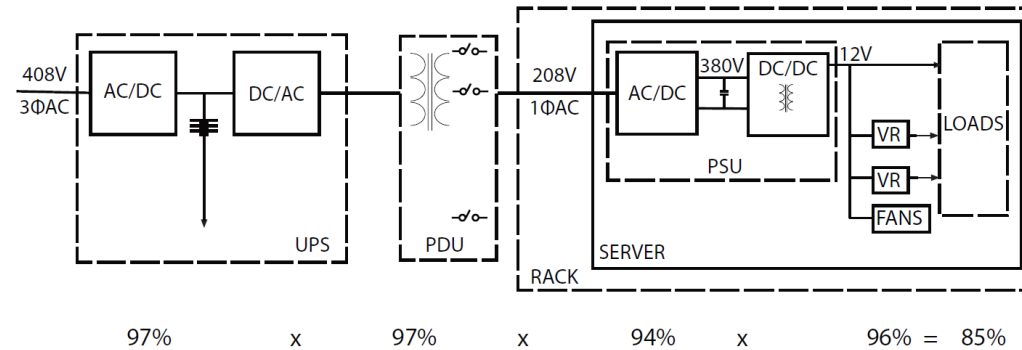 408V
3ΦAC
AC/DC
DC/AC
UPS
PDU
208V
1ΦAC
AC/DC
380V
DC/DC
PSU
12V
VR
VR
FANS
LOADS
SERVER
RACK
97% x 97% x 94% x 96% = 85%